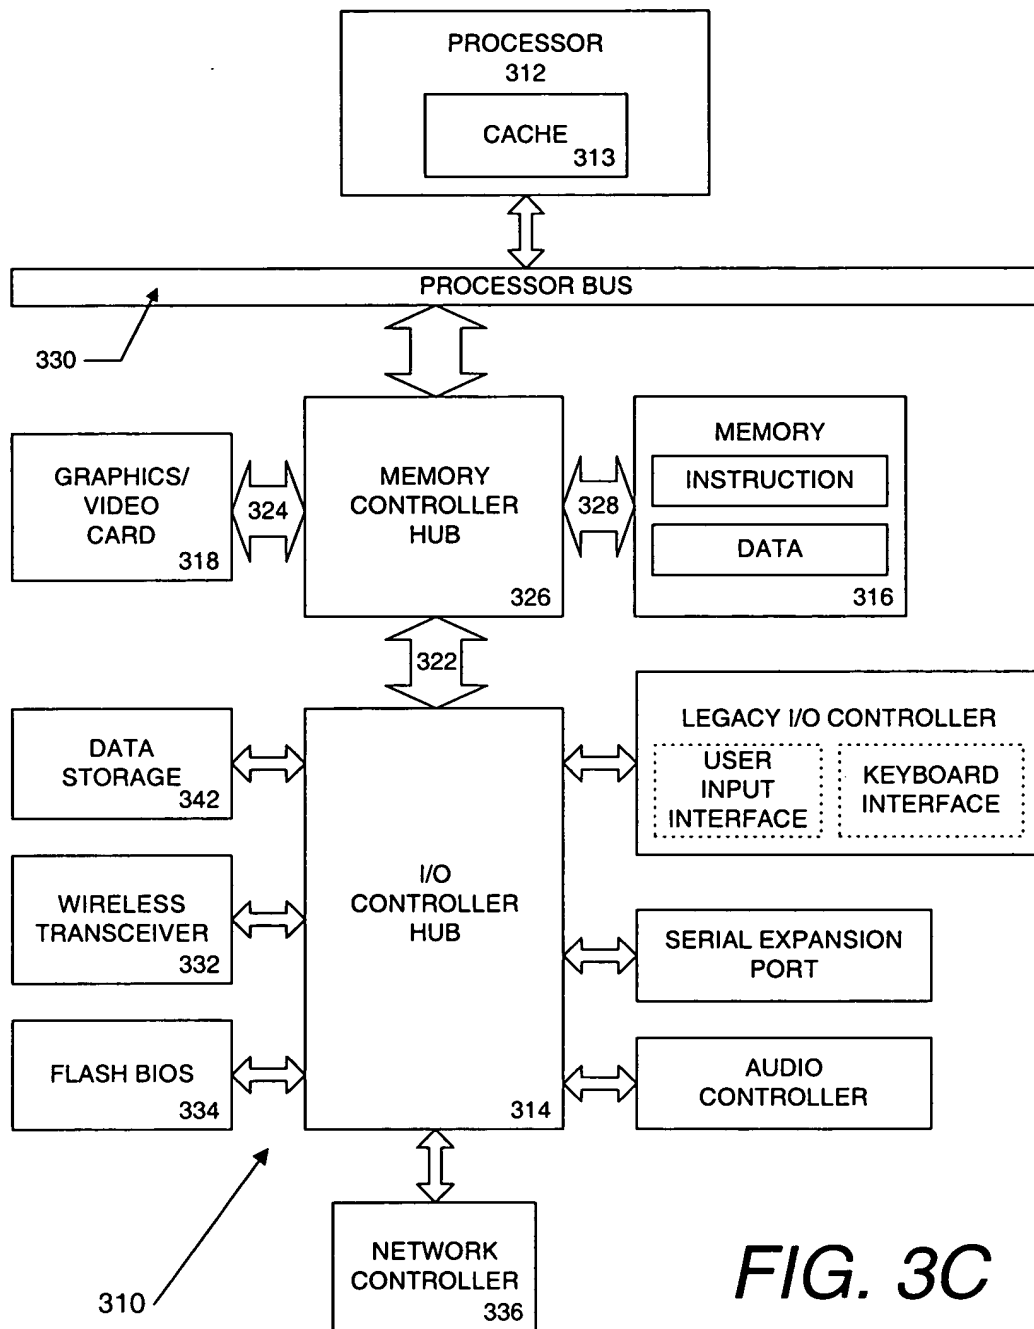 PROCESSOR
312
CACHE
313
PROCESSOR BUS
330
GRAPHICS/
VIDEO
CARD
318
324
MEMORY
CONTROLLER
HUB
326
328
MEMORY
INSTRUCTION
DATA
316
322
DATA
STORAGE
342
LEGACY I/O CONTROLLER
USER
INPUT
INTERFACE
KEYBOARD
INTERFACE
WIRELESS
TRANSCEIVER
332
I/O
CONTROLLER
HUB
314
SERIAL EXPANSION
PORT
FLASH BIOS
334
AUDIO
CONTROLLER
310
NETWORK
CONTROLLER
336
FIG. 3C